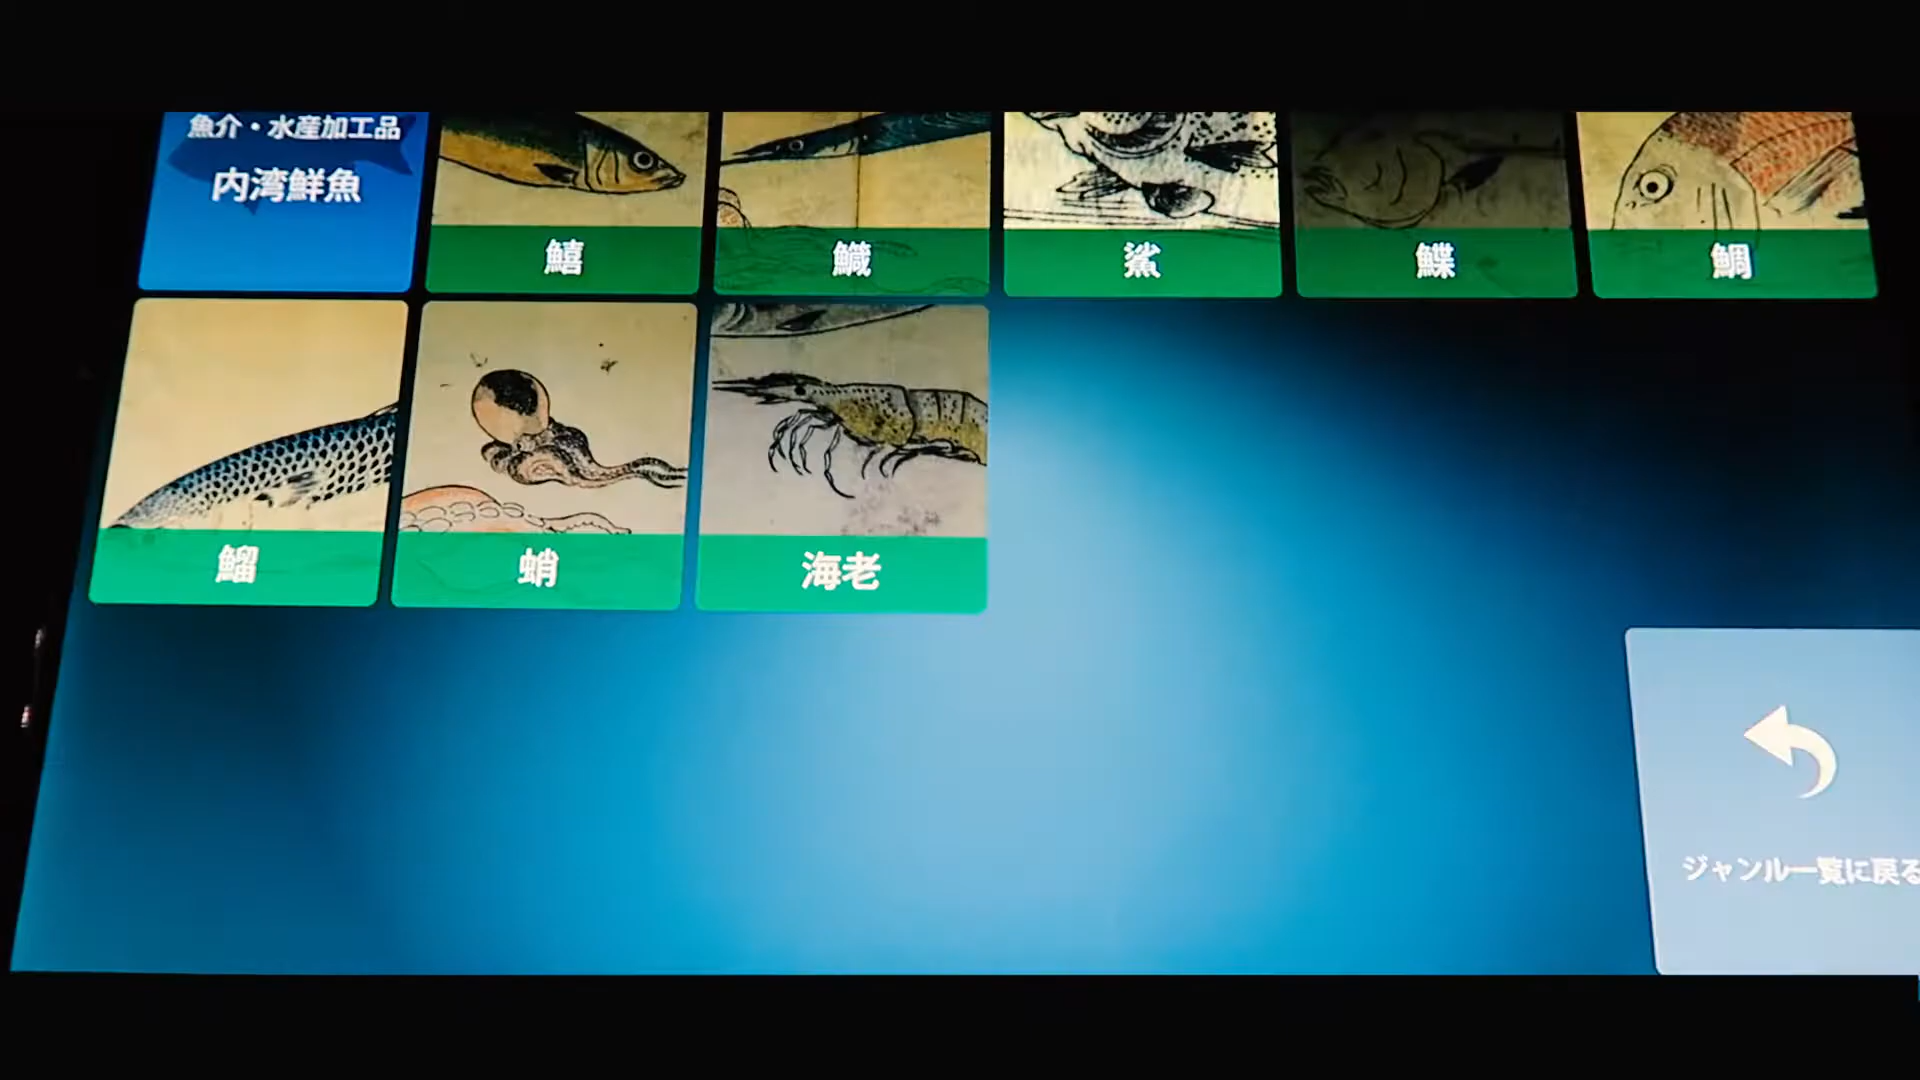 魚介・水産加工品
内湾鮮魚
鱚
鱵
鯊
鰈
鯛
鰡
蛸
海老
ジャンル一覧に戻る